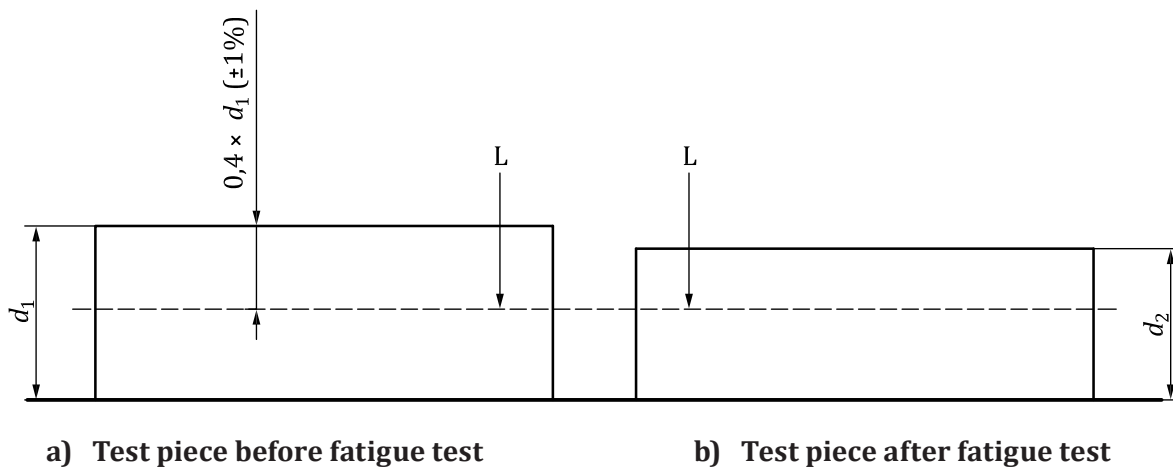 0,4 × d₁ (±1%)
L
L
d₁
d₂
a) Test piece before fatigue test
b) Test piece after fatigue test